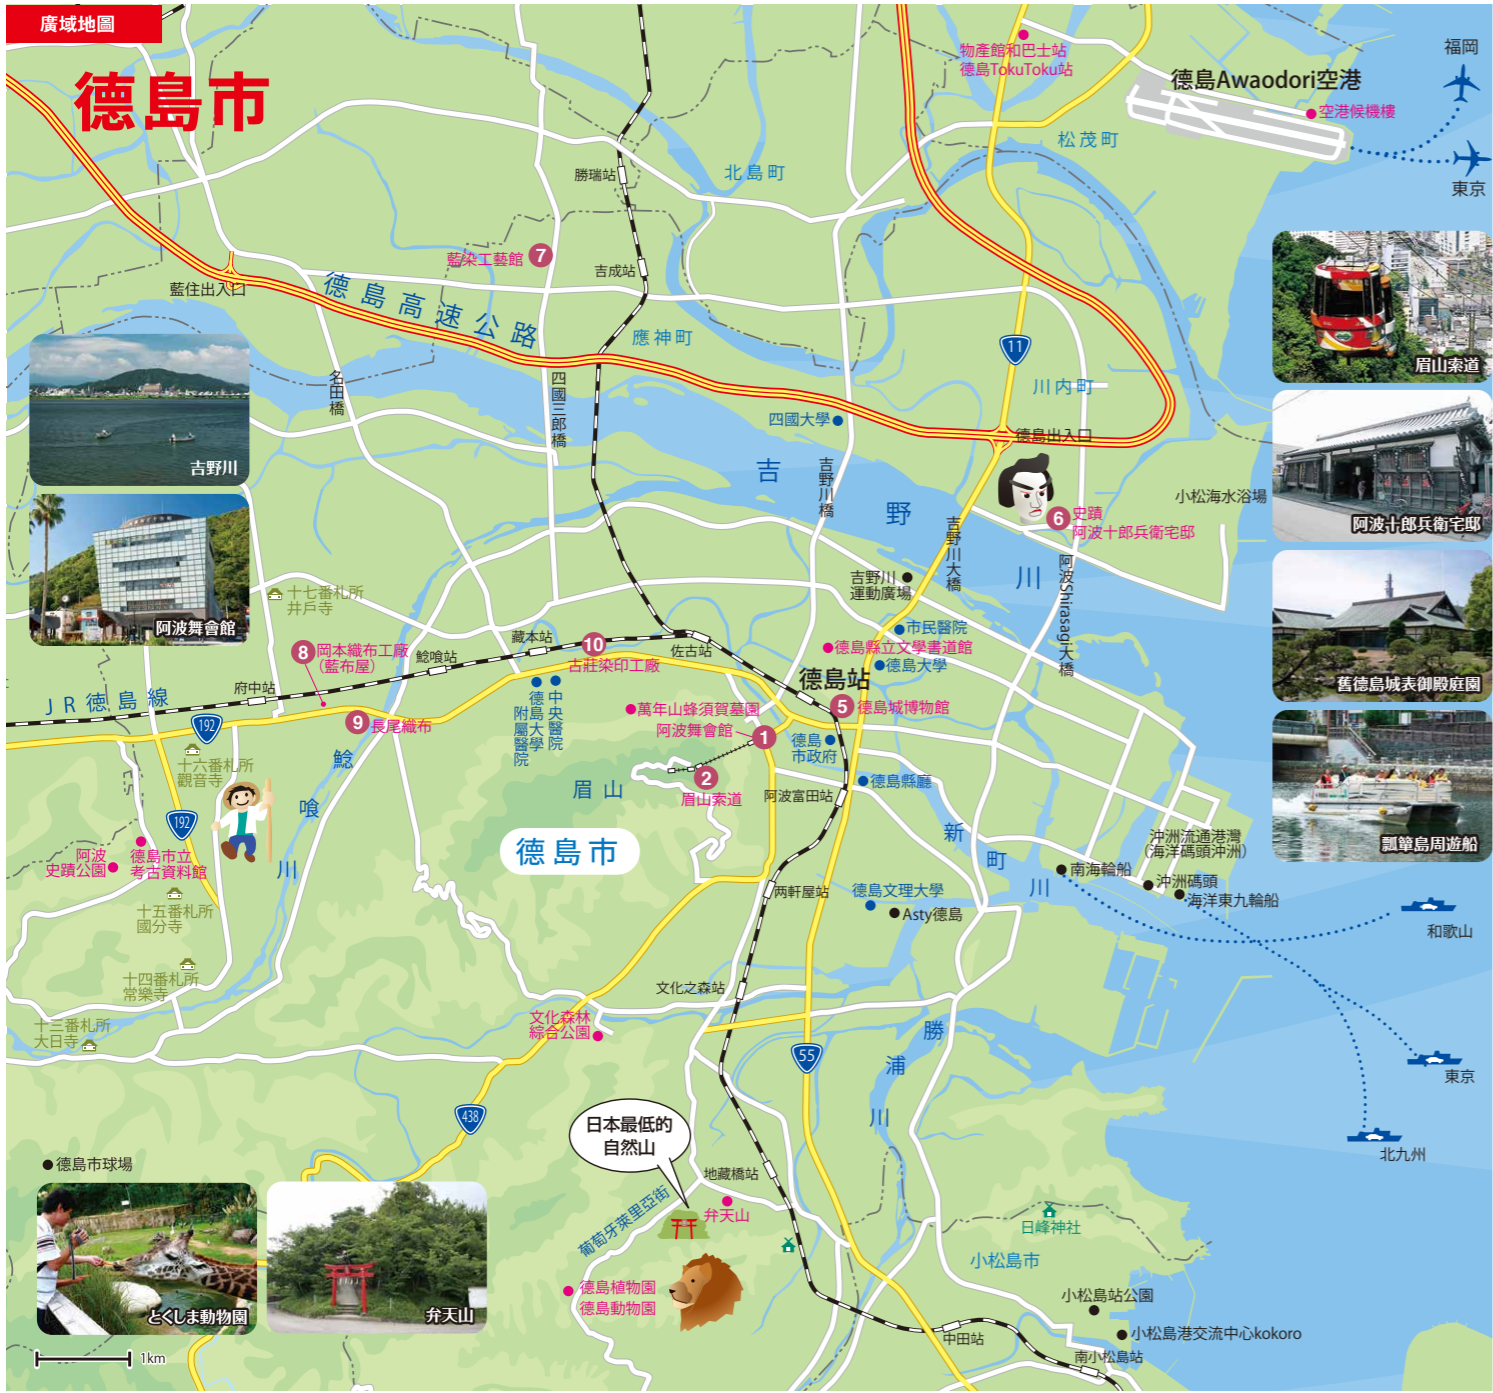 廣域地圖
德島市
物產館和巴士站
德島TokuToku站
德島Awaodori空港
空港候機樓
福岡
東京
松茂町
北島町
勝瑞站
藍染工藝館
7
吉成站
藍住出入口
德島高速公路
應神町
11
川內町
眉山索道
名田橋
四國三郎橋
四國大學
德島出入口
吉野川
吉野川橋
吉野川大橋
小松海水浴場
吉野川
6
史蹟
阿波十郎兵衛宅邸
阿波十郎兵衛宅邸
阿波舞會館
十七番札所
井戶寺
吉野川
運動廣場
阿波Shirasagi大橋
市民醫院
德島縣立文學書道館
德島大學
舊德島城表御殿庭園
8
岡本織布工廠
（藍布屋）
鮎喰站
藏本站
10
古莊染印工廠
佐古站
德島站
府中站
JR德島線
192
9
長尾織布
德島大學
附屬醫院
中央醫院
萬年山蜂須賀墓園
阿波舞會館
1
5
德島城博物館
德島
市政府
十六番札所
觀音寺
鮎喰川
眉山
2
眉山索道
阿波富田站
德島縣廳
192
德島市
新町川
沖洲流通港灣
（海洋碼頭沖洲）
瓢簞島周遊船
阿波
史蹟公園
德島市立
考古資料館
南海輪船
沖洲碼頭
海洋東九輪船
十五番札所
國分寺
两軒屋站
德島文理大學
Asty德島
和歌山
十四番札所
常樂寺
文化之森站
十三番札所
大日寺
文化森林
綜合公園
勝浦川
55
東京
438
日本最低的
自然山
北九州
德島市球場
地藏橋站
葡萄牙萊里亞街
弁天山
日峰神社
小松島市
德島植物園
德島動物園
とくしま動物園
弁天山
小松島站公園
小松島港交流中心kokoro
中田站
南小松島站
1km